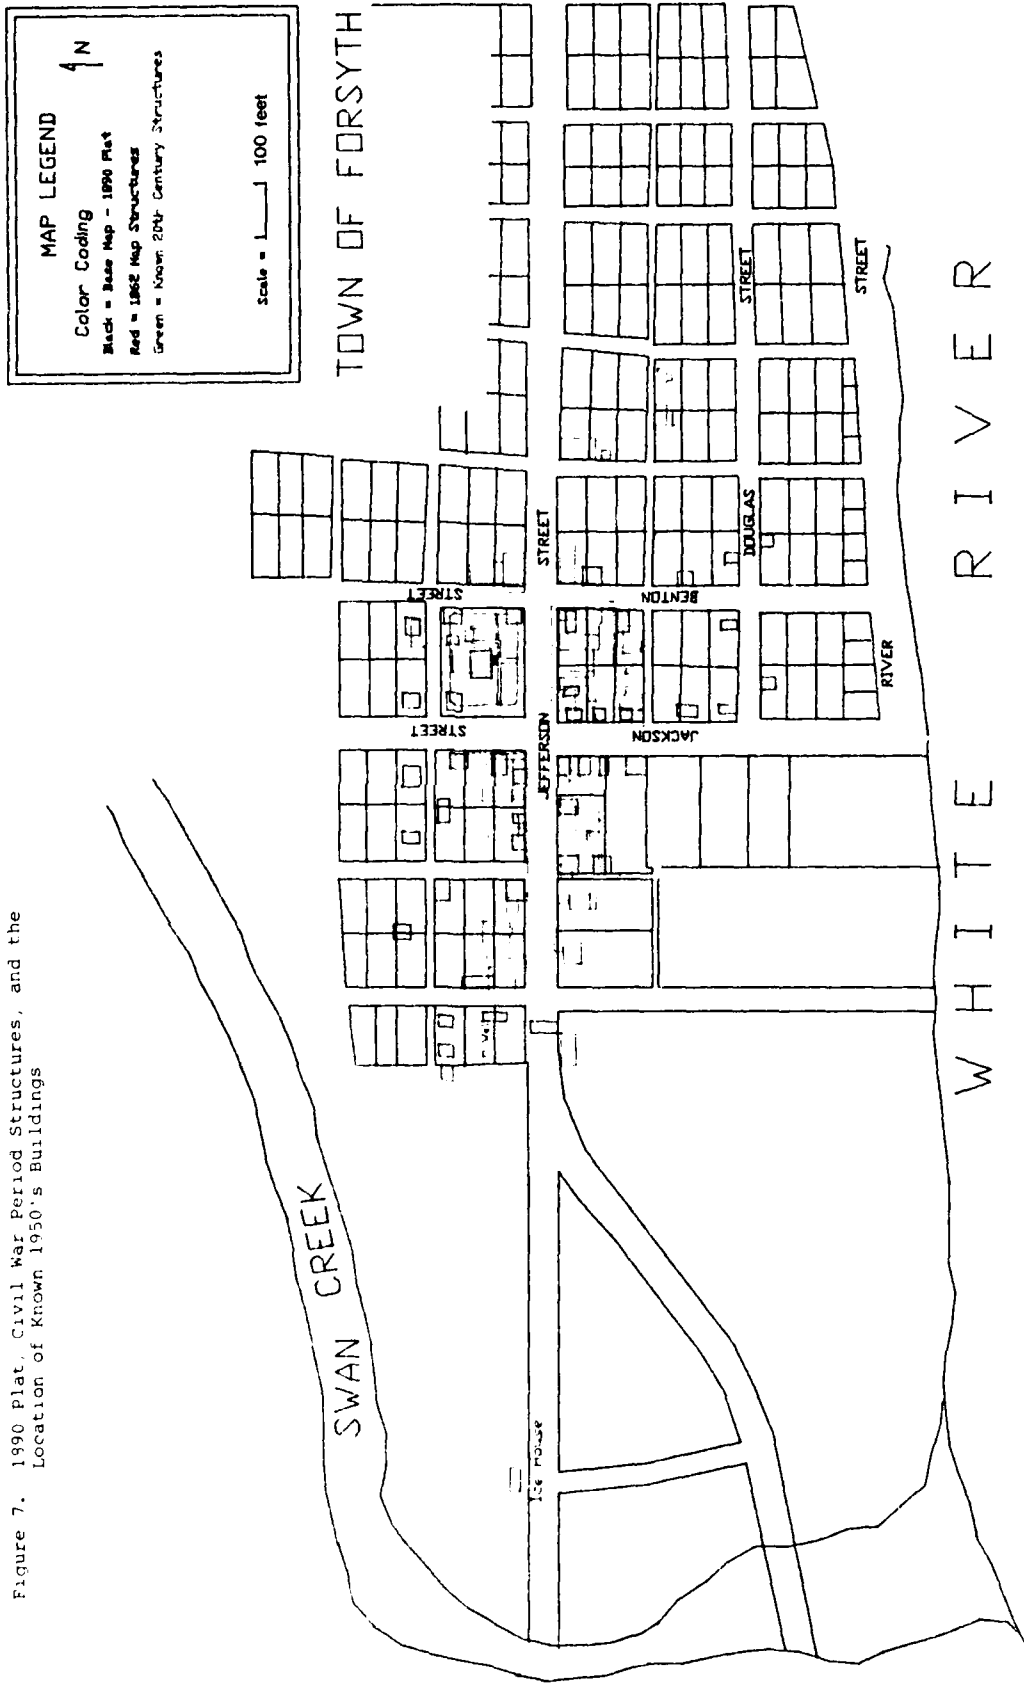 Figure 7. 1990 Plat, Civil War Period Structures, and the
Location of Known 1950's Buildings
MAP LEGEND
N
Color Coding
Black = Base Map - 1890 Plat
Red = 1862 Map Structures
Green = Known 20th Century Structures
Scale = 100 feet
TOWN OF FORSYTH
SWAN CREEK
STREET
STREET
JEFFERSON
STREET
JACKSON
BENTON
DOUGLAS
STREET
RIVER
STREET
Well
Ice House
WHITE RIVER